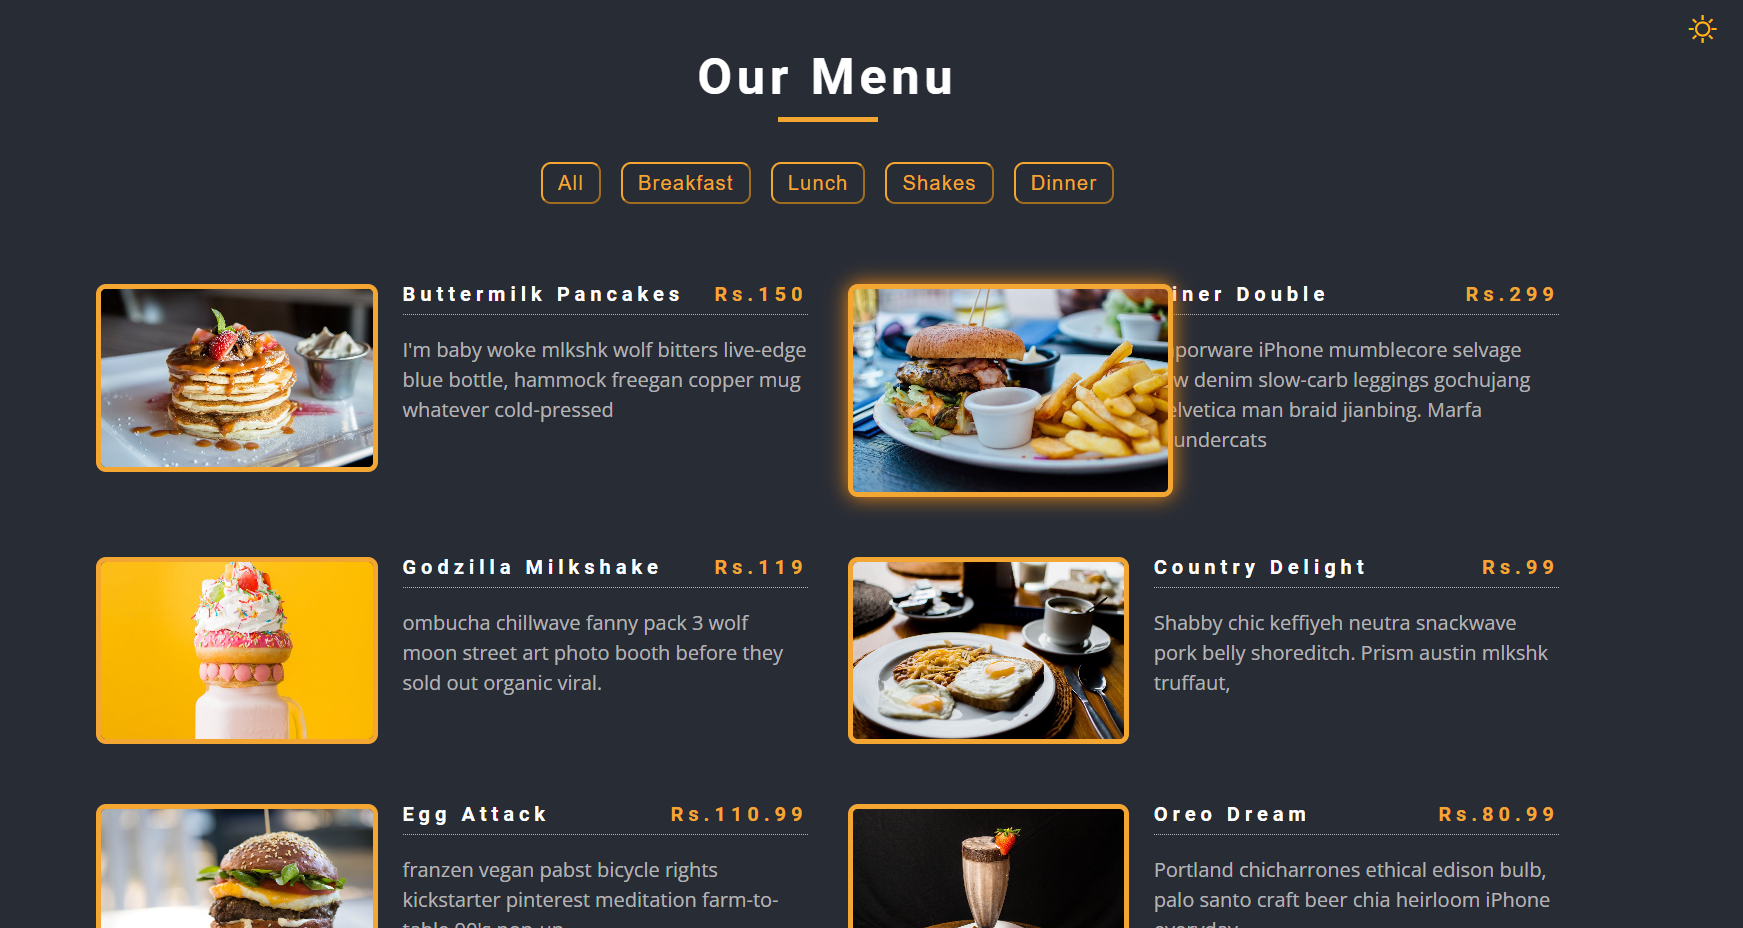 Our Menu
All Breakfast Lunch Shakes Dinner
Buttermilk Pancakes Rs.150
I'm baby woke mlkshk wolf bitters live-edge
blue bottle, hammock freegan copper mug
whatever cold-pressed
iner Double Rs.299
porware iPhone mumblecore selvage
w denim slow-carb leggings gochujang
elvetica man braid jianbing. Marfa
undercats
Godzilla Milkshake Rs.119
ombucha chillwave fanny pack 3 wolf
moon street art photo booth before they
sold out organic viral.
Country Delight Rs.99
Shabby chic keffiyeh neutra snackwave
pork belly shoreditch. Prism austin mlkshk
truffaut,
Egg Attack Rs.110.99
franzen vegan pabst bicycle rights
kickstarter pinterest meditation farm-to-
table 90's pop-up
Oreo Dream Rs.80.99
Portland chicharrones ethical edison bulb,
palo santo craft beer chia heirloom iPhone
everyday